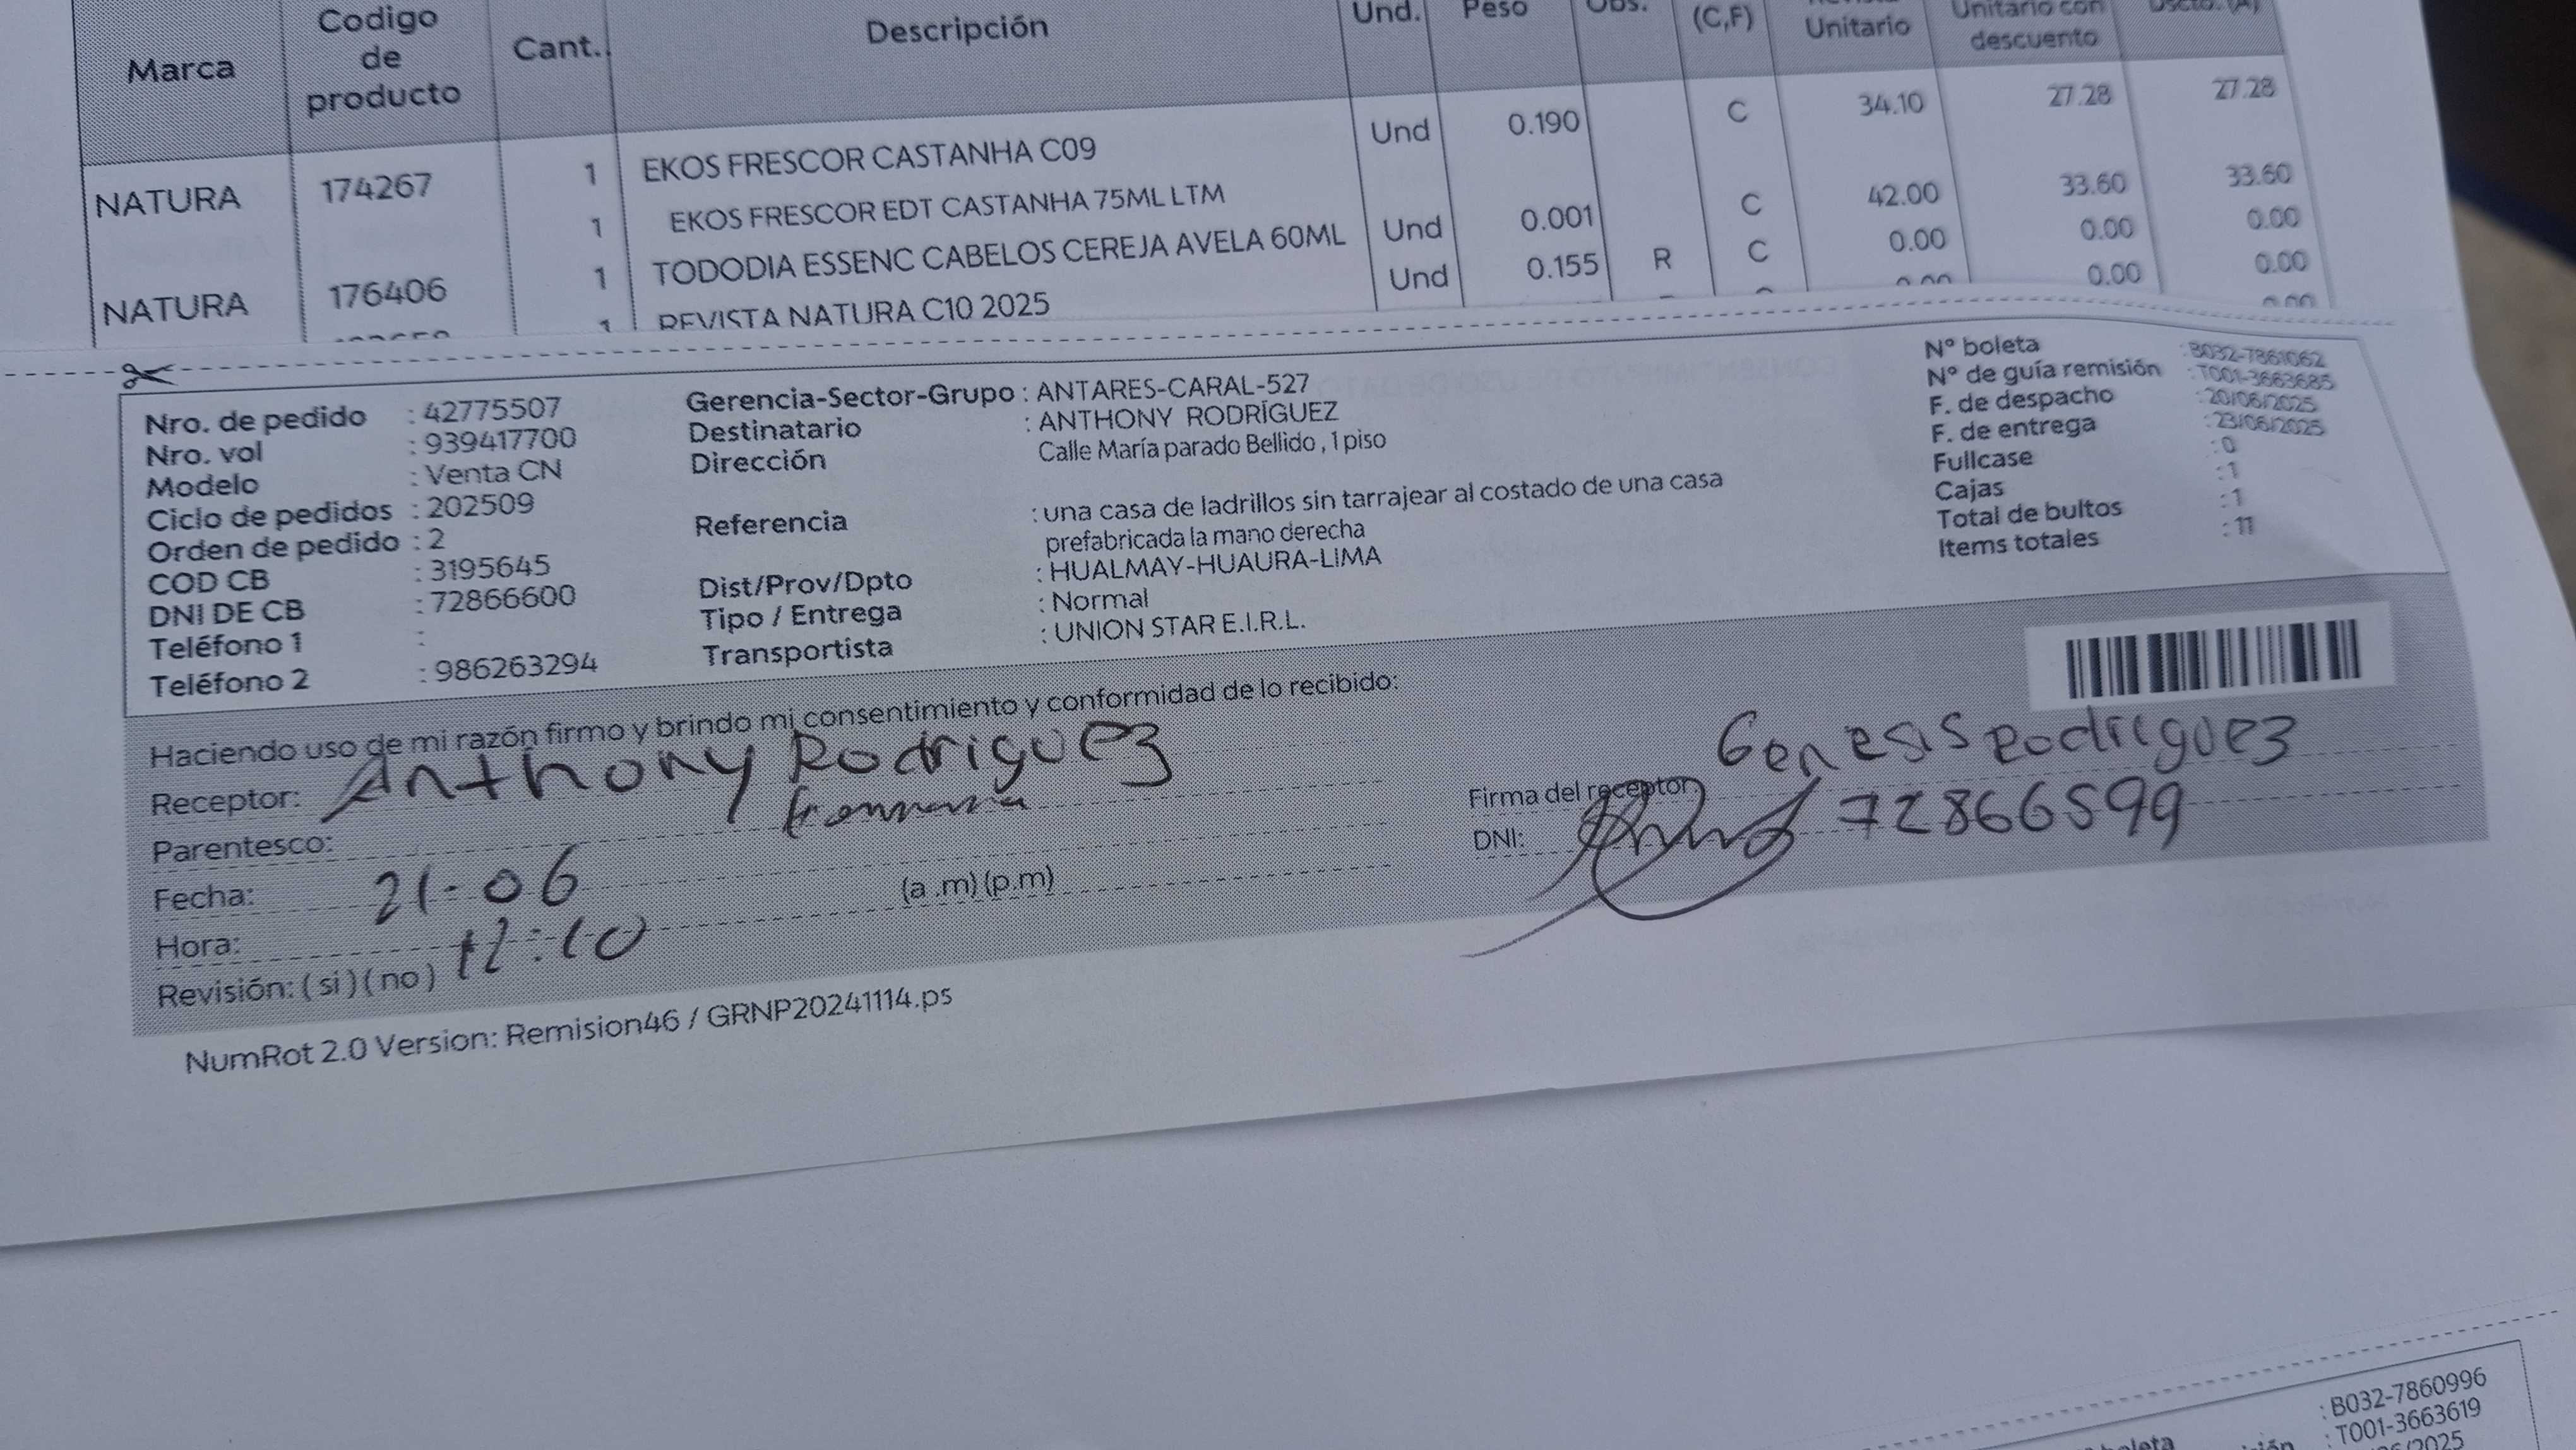 Marca Codigo de producto Cant. Descripción Und. Peso Obs. (C,F) Unitario Unitario con descuento Dscto. (A)
NATURA 174267 1 EKOS FRESCOR CASTANHA C09 Und 0.190 C 34.10 27.28 27.28
1 EKOS FRESCOR EDT CASTANHA 75ML LTM
NATURA 176406 1 TODODIA ESSENC CABELOS CEREJA AVELA 60ML Und 0.001 C 42.00 33.60 33.60
1 REVISTA NATURA C10 2025 Und 0.155 R C 0.00 0.00 0.00
0.00 0.00 0.00
0.00
Nro. de pedido : 42775507
Nro. vol : 939417700
Modelo : Venta CN
Ciclo de pedidos : 202509
Orden de pedido : 2
COD CB : 3195645
DNI DE CB : 72866600
Teléfono 1 :
Teléfono 2 : 986263294
Gerencia-Sector-Grupo : ANTARES-CARAL-527
Destinatario : ANTHONY RODRÍGUEZ
Dirección Calle María parado Bellido , 1 piso
Referencia : una casa de ladrillos sin tarrajear al costado de una casa
prefabricada la mano derecha
Dist/Prov/Dpto : HUALMAY-HUAURA-LIMA
Tipo / Entrega : Normal
Transportista : UNION STAR E.I.R.L.
N° boleta : B032-7861062
N° de guía remisión : T001-3663685
F. de despacho : 20/06/2025
F. de entrega : 23/06/2025
Fullcase : 0
Cajas : 1
Total de bultos : 1
Items totales : 11
Haciendo uso de mi razón firmo y brindo mi consentimiento y conformidad de lo recibido:
Receptor: Anthony Rodriguez
Parentesco:
Fecha: 21-06
Hora: 12:10 (a .m) (p.m)
Revisión: ( si ) ( no )
Genesis Rodriguez
Firma del receptor
DNI: 72866599
NumRot 2.0 Version: Remision46 / GRNP20241114.ps
: B032-7860996
: T001-3663619